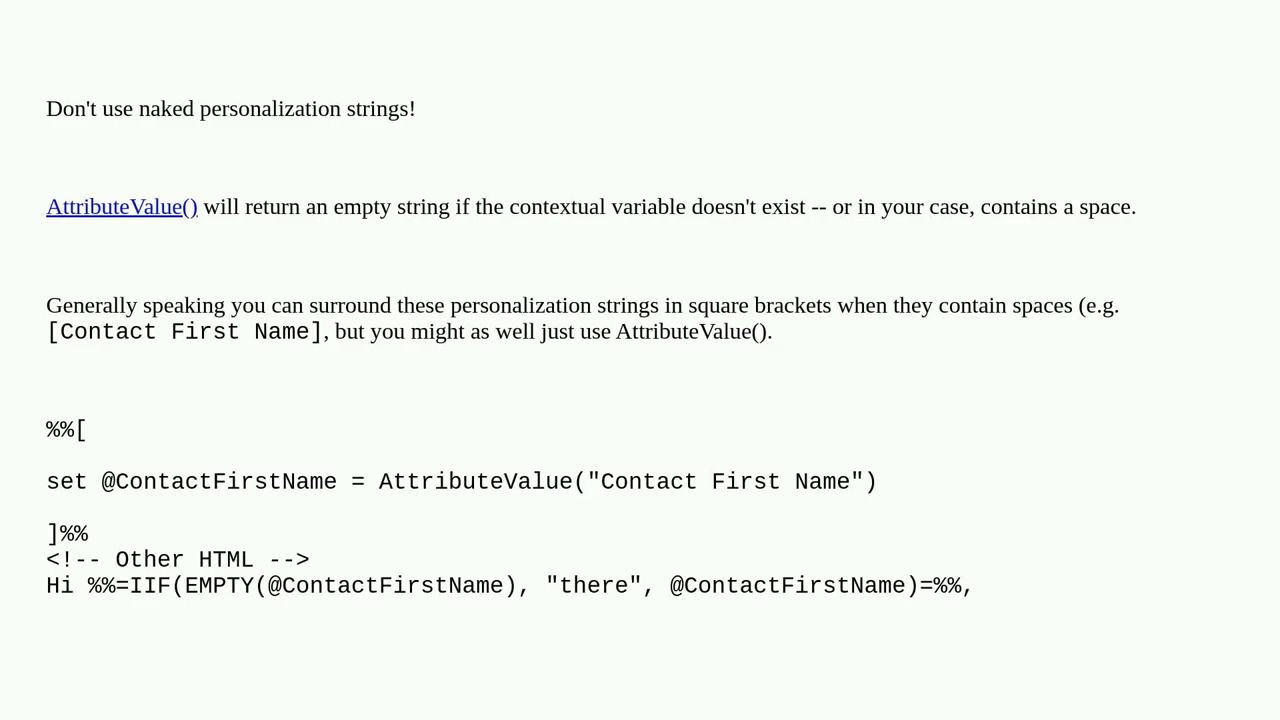 Don't use naked personalization strings!
AttributeValue() will return an empty string if the contextual variable doesn't exist -- or in your case, contains a space.
Generally speaking you can surround these personalization strings in square brackets when they contain spaces (e.g.
[Contact First Name], but you might as well just use AttributeValue().
%%[
set @ContactFirstName = AttributeValue("Contact First Name")
]%%
<!-- Other HTML -->
Hi %%=IIF(EMPTY(@ContactFirstName), "there", @ContactFirstName)=%%,